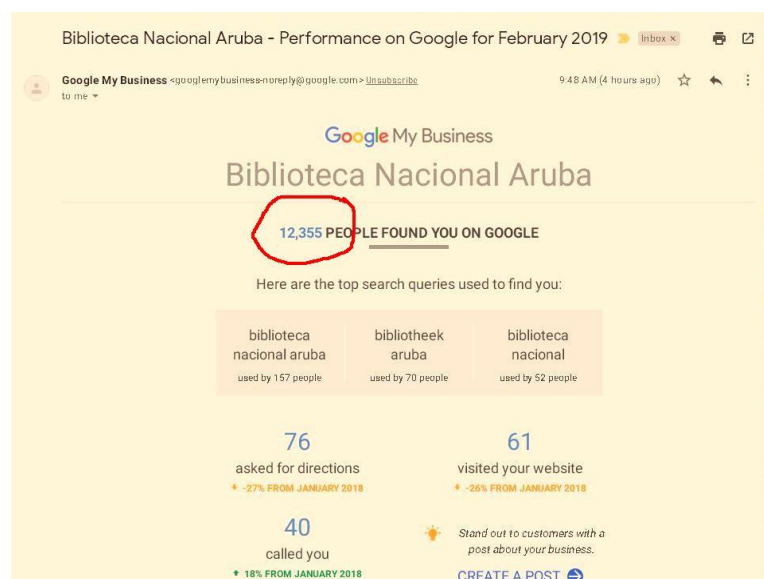 Biblioteca Nacional Aruba - Performance on Google for February 2019 Inbox ×
Google My Business <googlemybusiness-noreply@google.com> Unsubscribe 9:48 AM (4 hours ago)
to me
Google My Business
Biblioteca Nacional Aruba
12,355 PEOPLE FOUND YOU ON GOOGLE
Here are the top search queries used to find you:
biblioteca
nacional aruba
used by 157 people
bibliotheek
aruba
used by 70 people
biblioteca
nacional
used by 52 people
76
asked for directions
-27% FROM JANUARY 2018
61
visited your website
-26% FROM JANUARY 2018
40
called you
18% FROM JANUARY 2018
Stand out to customers with a
post about your business.
CREATE A POST